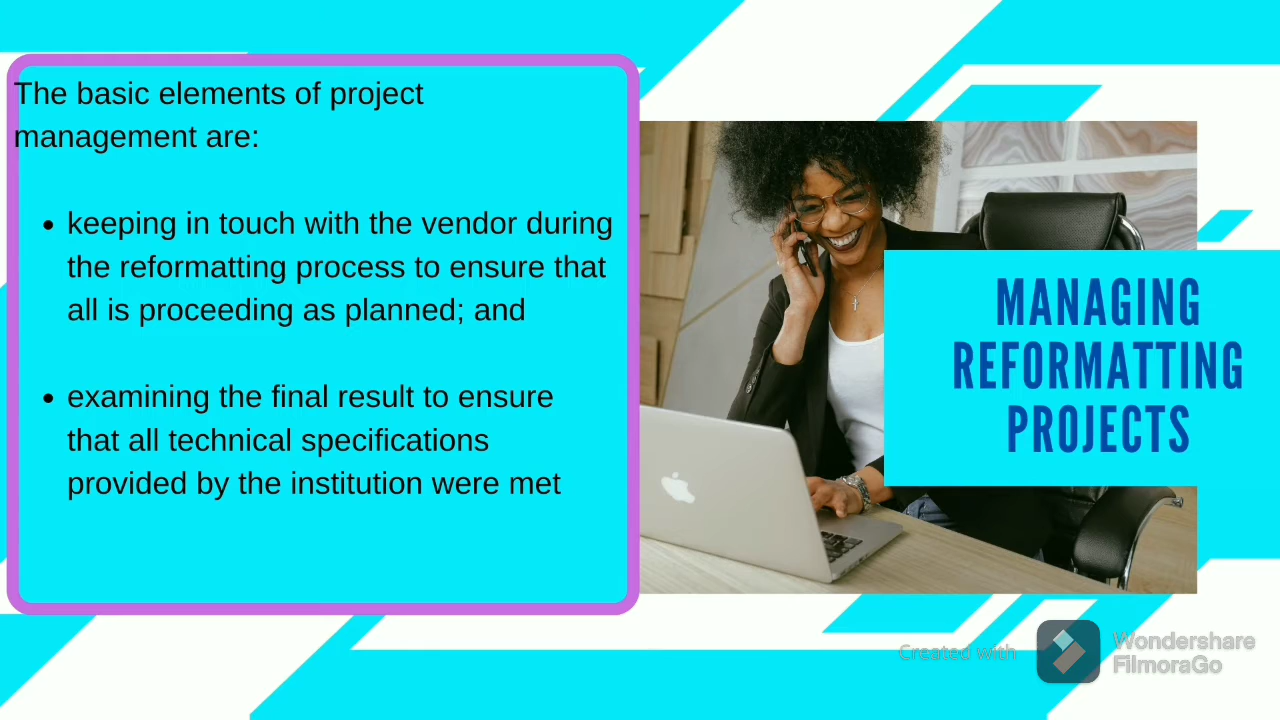 The basic elements of project
management are:
• keeping in touch with the vendor during
the reformatting process to ensure that
all is proceeding as planned; and
• examining the final result to ensure
that all technical specifications
provided by the institution were met
MANAGING
REFORMATTING
PROJECTS
Created with
Wondershare
FilmoraGo